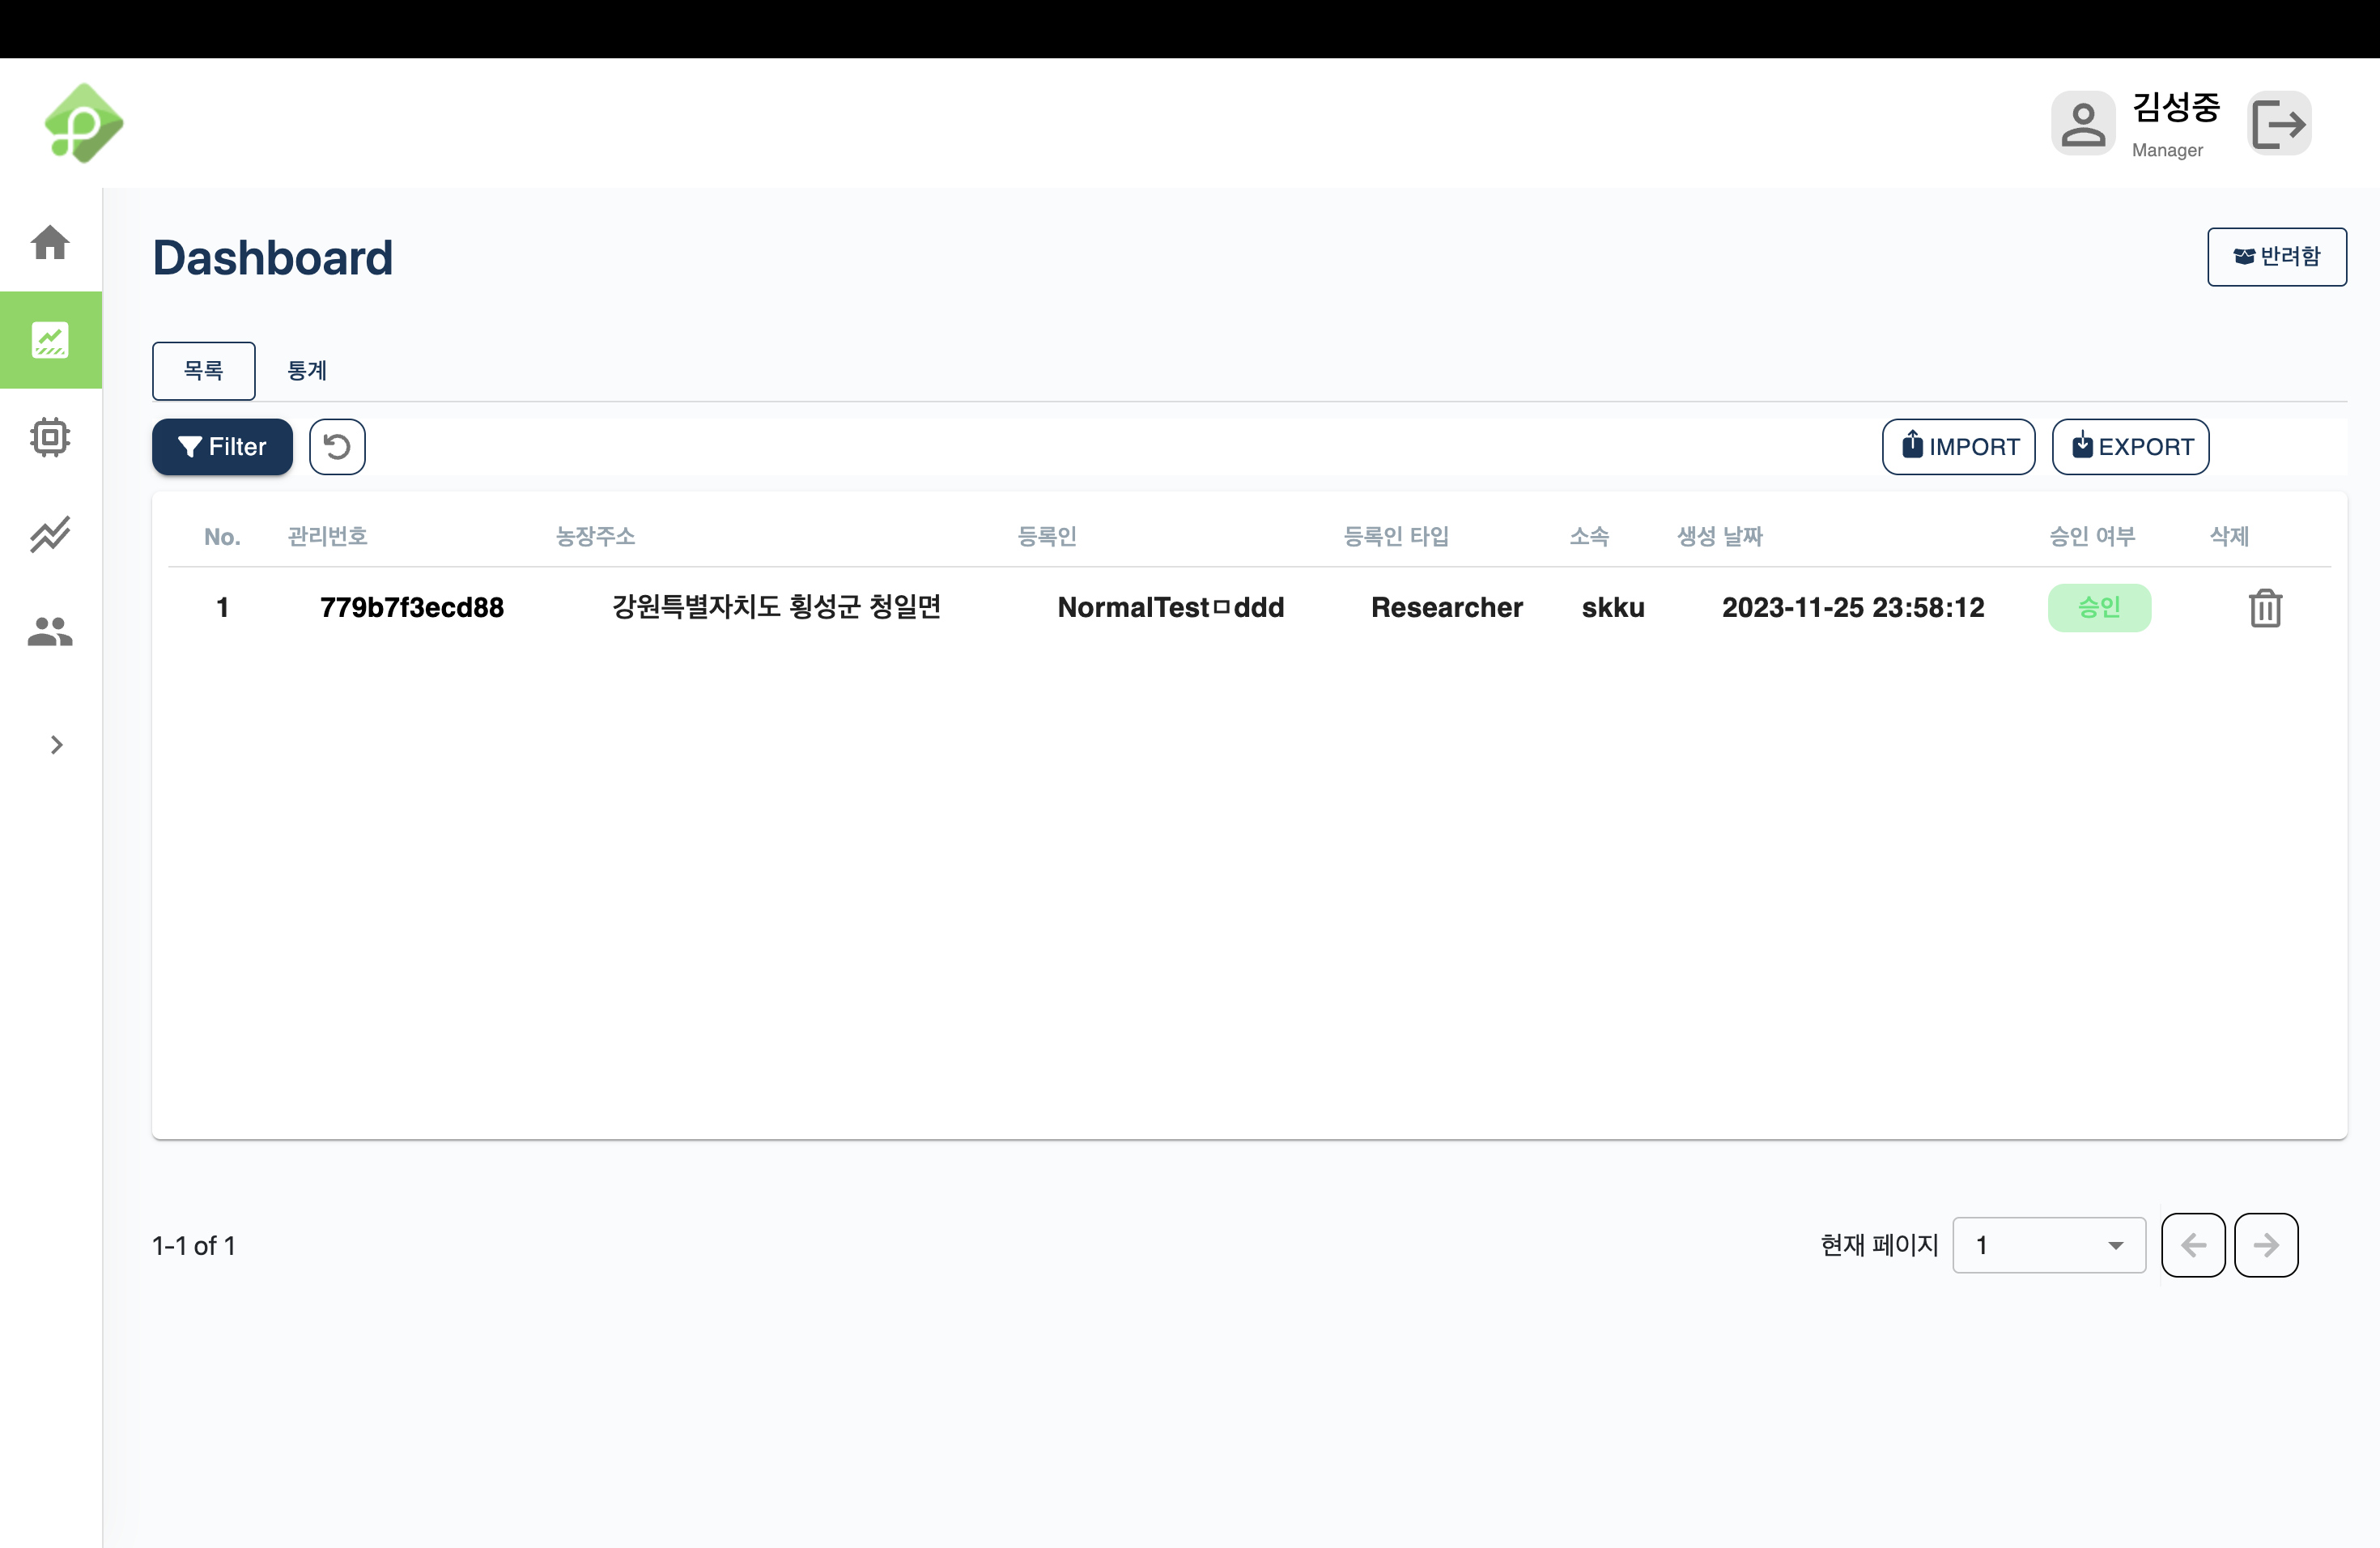 김성중
Manager
Dashboard
반려함
목록 통계
Filter IMPORT EXPORT
No. 관리번호 농장주소 등록인 등록인 타입 소속 생성 날짜 승인 여부 삭제
1 779b7f3ecd88 강원특별자치도 횡성군 청일면 NormalTestㅁddd Researcher skku 2023-11-25 23:58:12 승인
1-1 of 1 현재 페이지 1